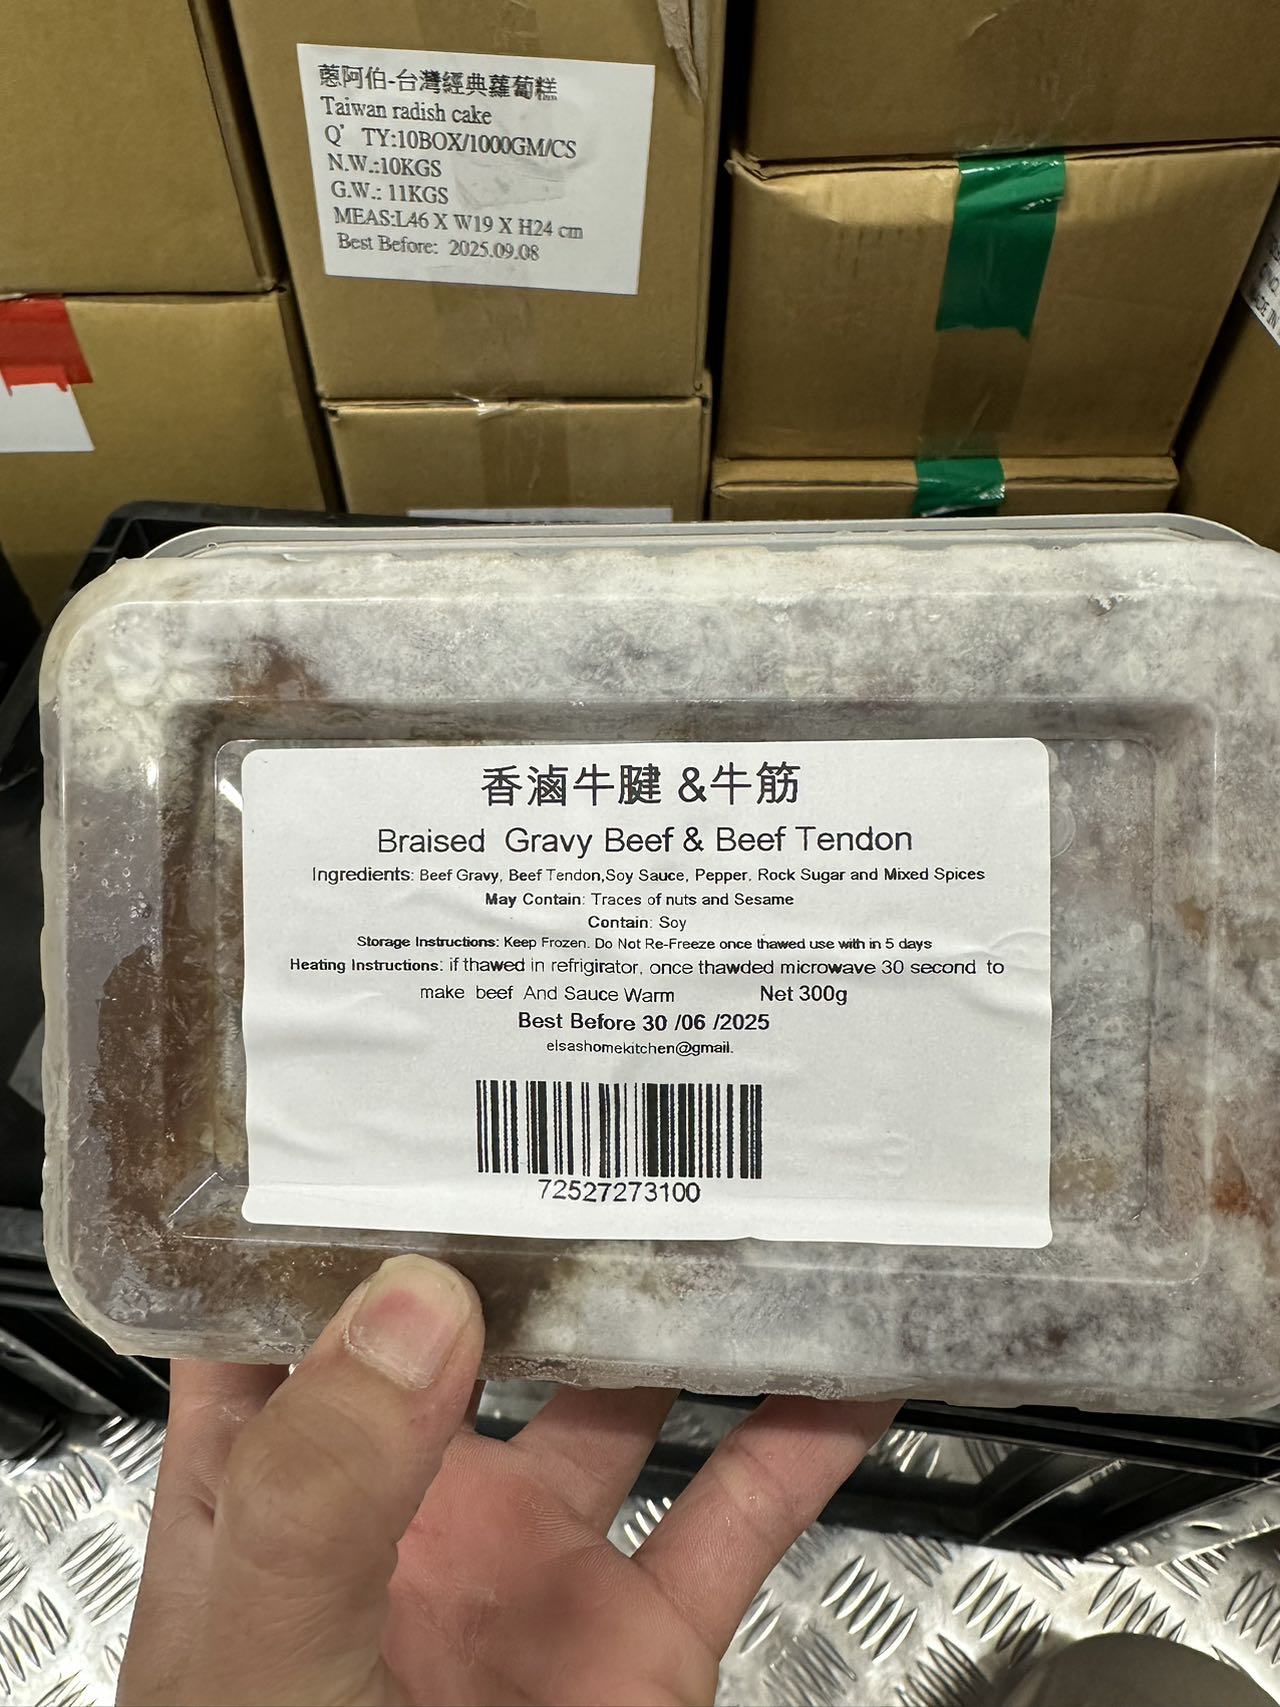 蔥阿伯-台灣經典蘿蔔糕
Taiwan radish cake
Q' TY:10BOX/1000GM/CS
N.W.:10KGS
G.W.: 11KGS
MEAS:L46 X W19 X H24 cm
Best Before: 2025.09.08
香滷牛腱 &牛筋
Braised Gravy Beef & Beef Tendon
Ingredients: Beef Gravy, Beef Tendon,Soy Sauce, Pepper, Rock Sugar and Mixed Spices
May Contain: Traces of nuts and Sesame
Contain: Soy
Storage Instructions: Keep Frozen. Do Not Re-Freeze once thawed use with in 5 days
Heating Instructions: if thawed in refrigirator, once thawded microwave 30 second to
make beef And Sauce Warm Net 300g
Best Before 30 /06 /2025
elsashomekitchen@gmail.
72527273100